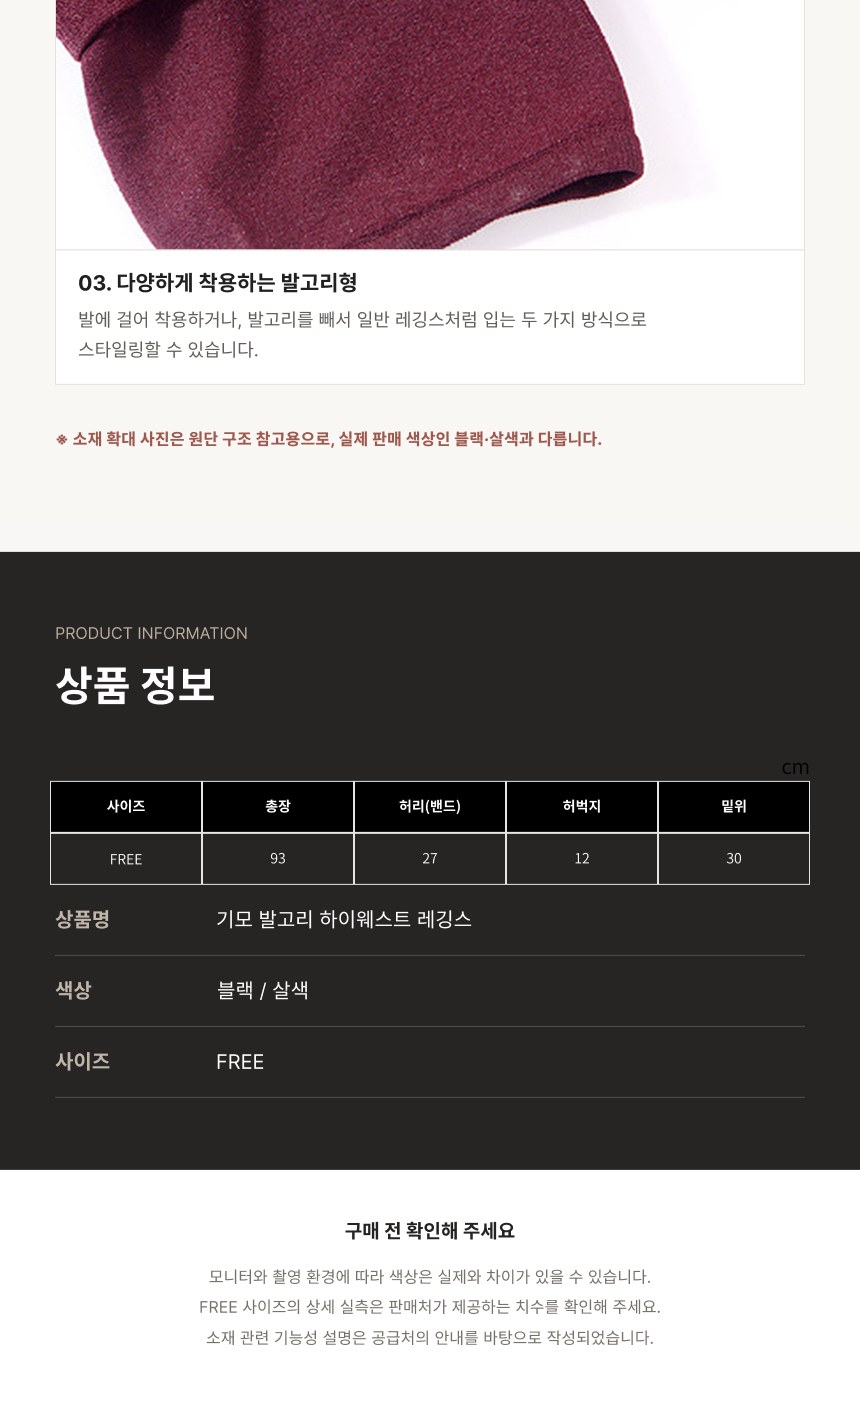 03. 다양하게 착용하는 발고리형
발에 걸어 착용하거나, 발고리를 빼서 일반 레깅스처럼 입는 두 가지 방식으로
스타일링할 수 있습니다.
※ 소재 확대 사진은 원단 구조 참고용으로, 실제 판매 색상인 블랙·살색과 다릅니다.
PRODUCT INFORMATION
상품 정보
cm
사이즈 총장 허리(밴드) 허벅지 밑위
FREE 93 27 12 30
상품명 기모 발고리 하이웨스트 레깅스
색상 블랙 / 살색
사이즈 FREE
구매 전 확인해 주세요
모니터와 촬영 환경에 따라 색상은 실제와 차이가 있을 수 있습니다.
FREE 사이즈의 상세 실측은 판매처가 제공하는 치수를 확인해 주세요.
소재 관련 기능성 설명은 공급처의 안내를 바탕으로 작성되었습니다.